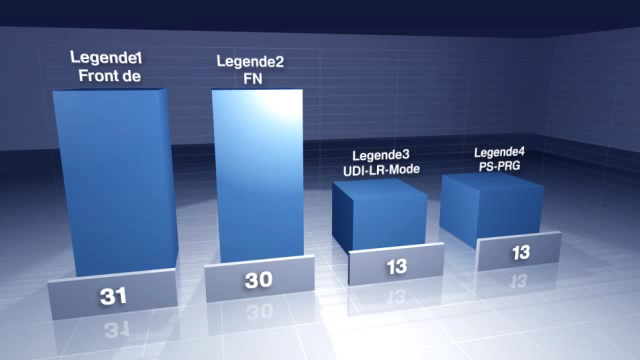 Legende1
Front de
31
Legende2
FN
30
Legende3
UDI-LR-Mode
13
Legende4
PS-PRG
13